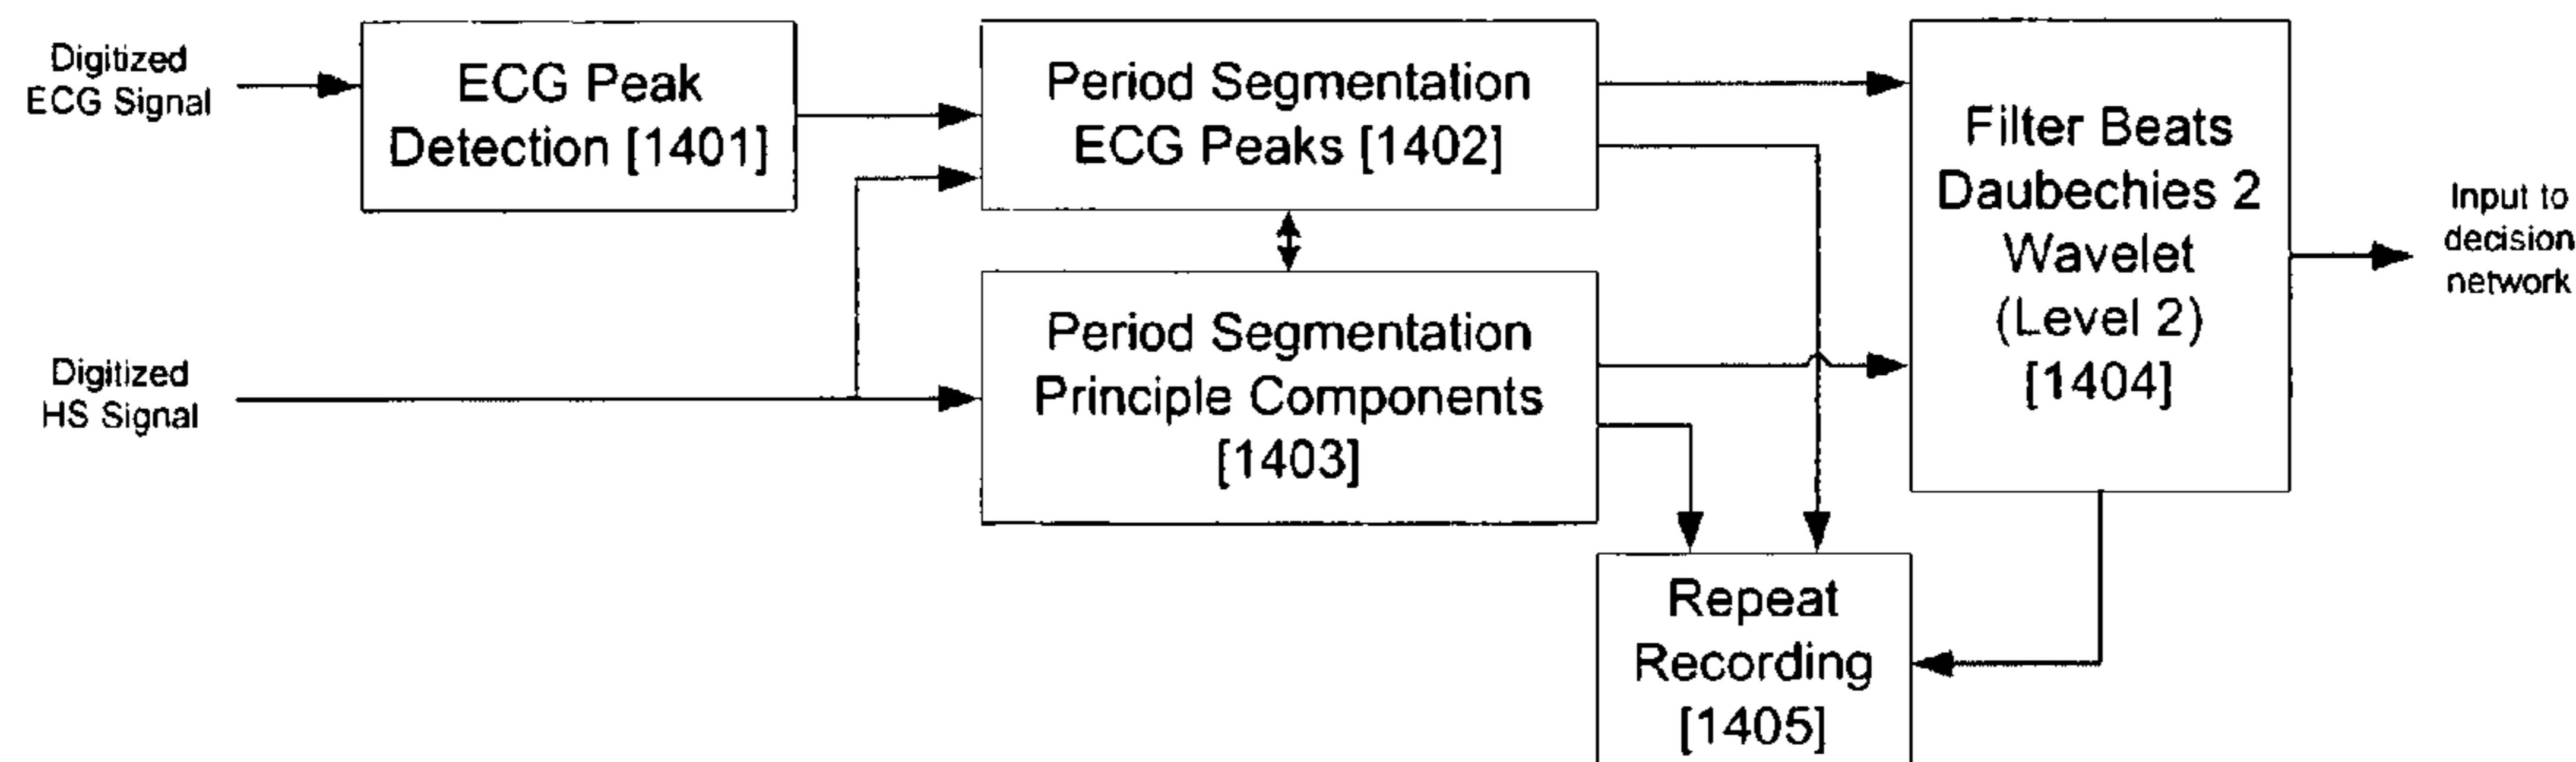 Digitized
ECG Signal
ECG Peak
Detection [1401]
Period Segmentation
ECG Peaks [1402]
Filter Beats
Daubechies 2
Wavelet
(Level 2)
[1404]
Input to
decision
network
Digitized
HS Signal
Period Segmentation
Principle Components
[1403]
Repeat
Recording
[1405]